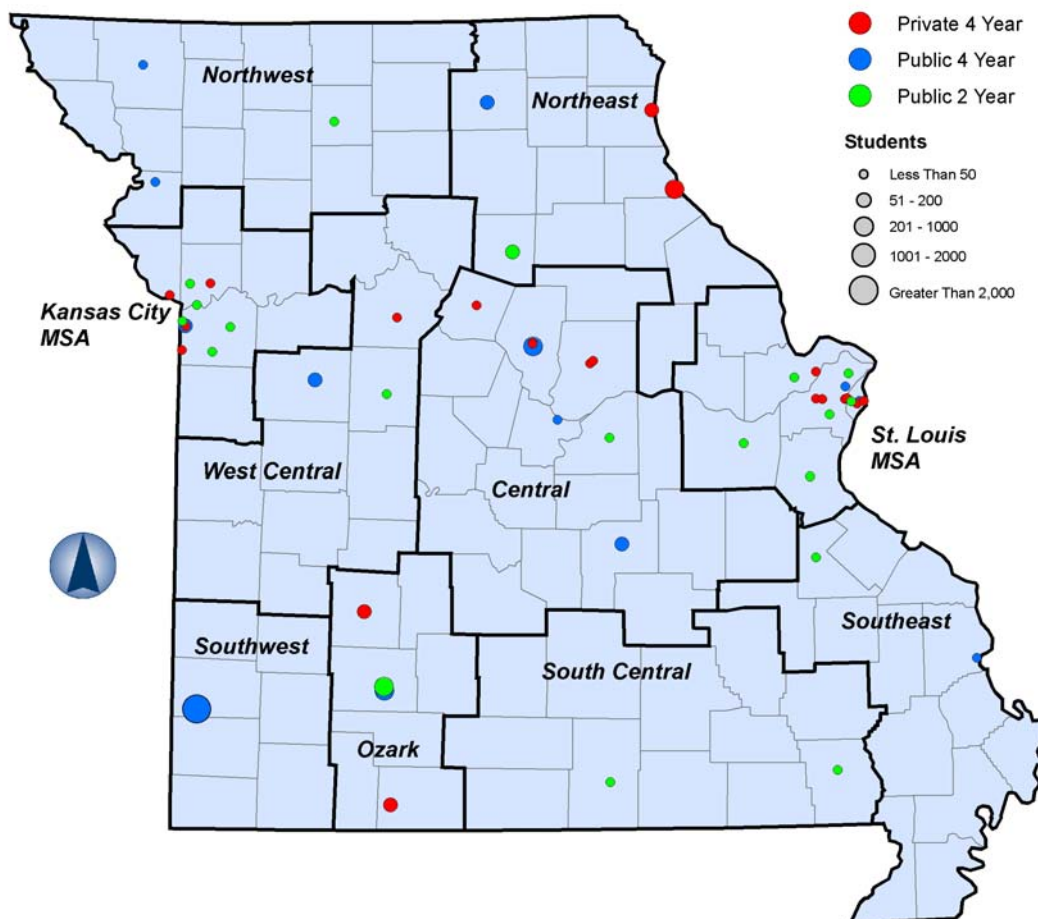 Private 4 Year
Public 4 Year
Public 2 Year
Students
Less Than 50
51 - 200
201 - 1000
1001 - 2000
Greater Than 2,000
Northwest
Northeast
Kansas City
MSA
St. Louis
MSA
West Central
Central
Southwest
South Central
Southeast
Ozark